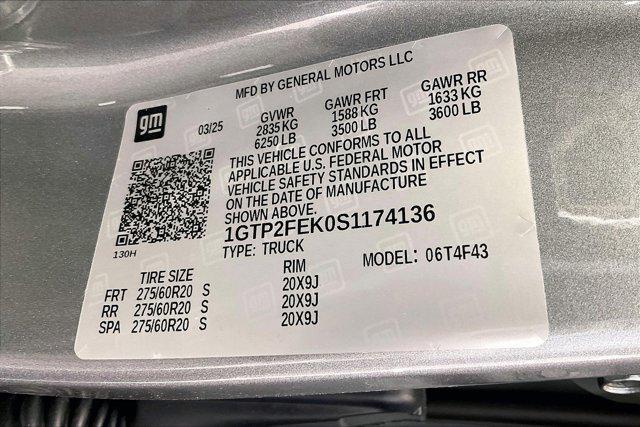 MFD BY GENERAL MOTORS LLC
gm
03/25
GVWR GAWR FRT GAWR RR
2835 KG 1588 KG 1633 KG
6250 LB 3500 LB 3600 LB
THIS VEHICLE CONFORMS TO ALL
APPLICABLE U.S. FEDERAL MOTOR
VEHICLE SAFETY STANDARDS IN EFFECT
ON THE DATE OF MANUFACTURE
SHOWN ABOVE.
130H
1GTP2FEK0S1174136
TYPE: TRUCK MODEL: 06T4F43
TIRE SIZE RIM
FRT 275/60R20 S 20X9J
RR 275/60R20 S 20X9J
SPA 275/60R20 S 20X9J